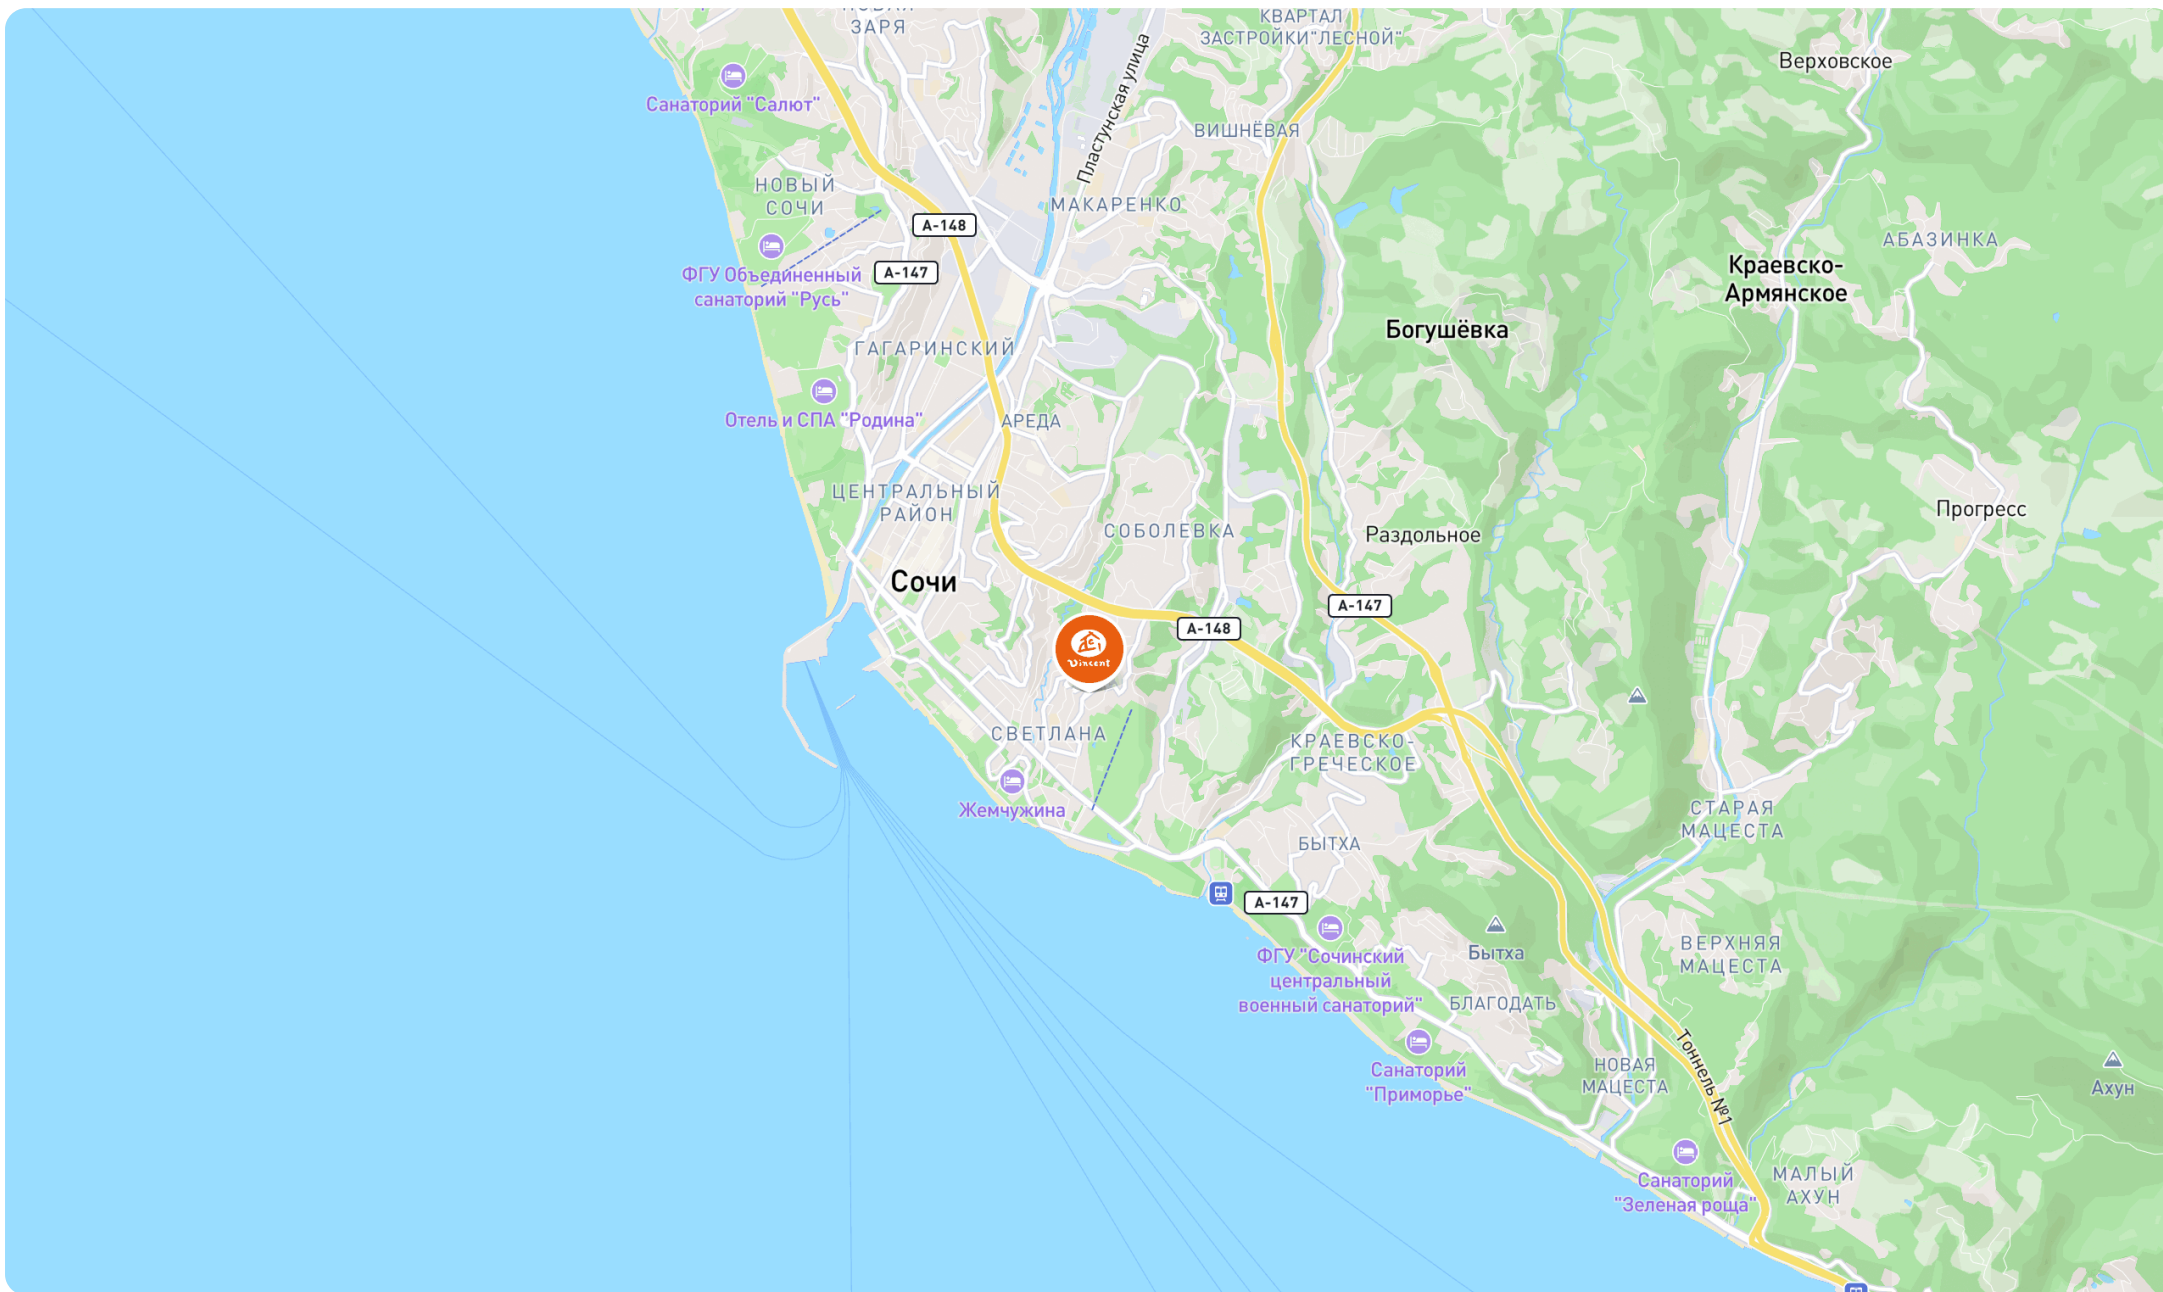 НОВАЯ
ЗАРЯ
КВАРТАЛ
ЗАСТРОЙКИ"ЛЕСНОЙ"
Верховское
Санаторий "Салют"
Пластунская улица
ВИШНЁВАЯ
НОВЫЙ
СОЧИ
МАКАРЕНКО
А-148
АБАЗИНКА
ФГУ Объединенный
санаторий "Русь"
А-147
Краевско-
Армянское
Богушёвка
ГАГАРИНСКИЙ
Отель и СПА "Родина"
АРЕДА
ЦЕНТРАЛЬНЫЙ
РАЙОН
СОБОЛЕВКА
Раздольное
Прогресс
Сочи
А-147
А-148
Vincent
СВЕТЛАНА
КРАЕВСКО-
ГРЕЧЕСКОЕ
Жемчужина
СТАРАЯ
МАЦЕСТА
БЫТХА
А-147
ФГУ "Сочинский
центральный
военный санаторий"
Бытха
ВЕРХНЯЯ
МАЦЕСТА
БЛАГОДАТЬ
Санаторий
"Приморье"
НОВАЯ
МАЦЕСТА
Тоннель №1
Ахун
Санаторий
"Зеленая роща"
МАЛЫЙ
АХУН